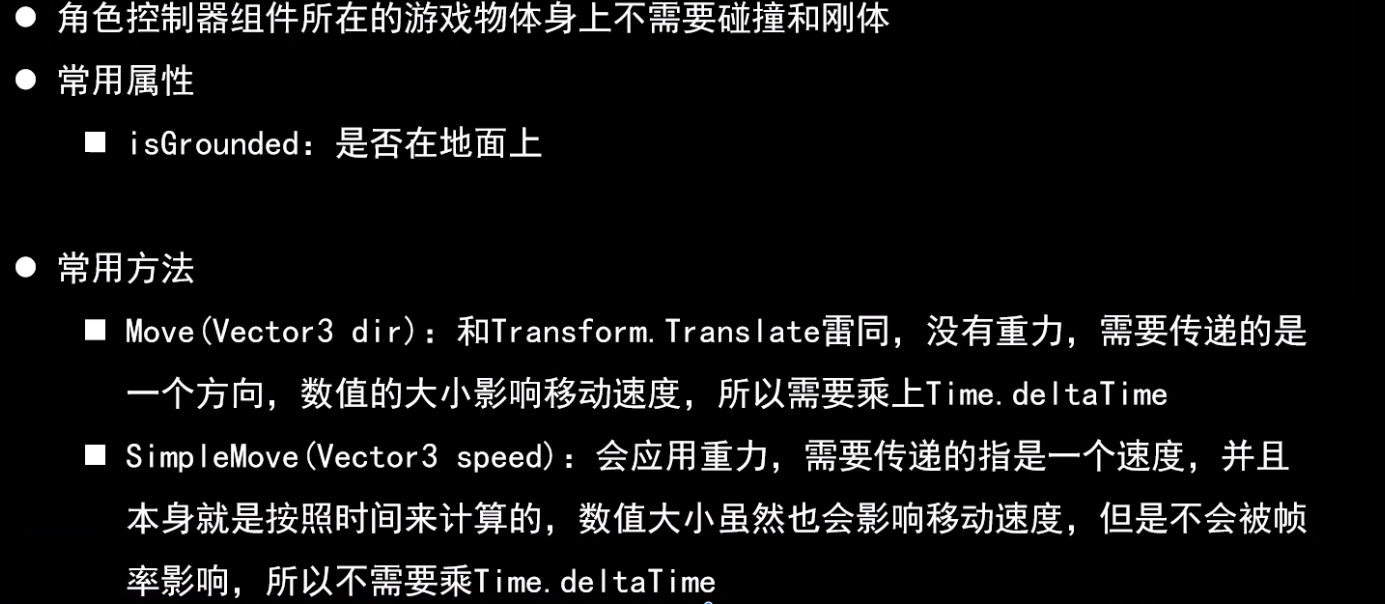 ● 角色控制器组件所在的游戏物体身上不需要碰撞和刚体
● 常用属性
■ isGrounded：是否在地面上
● 常用方法
■ Move(Vector3 dir)：和Transform.Translate雷同，没有重力，需要传递的是
一个方向，数值的大小影响移动速度，所以需要乘上Time.deltaTime
■ SimpleMove(Vector3 speed)：会应用重力，需要传递的指是一个速度，并且
本身就是按照时间来计算的，数值大小虽然也会影响移动速度，但是不会被帧
率影响，所以不需要乘Time.deltaTime